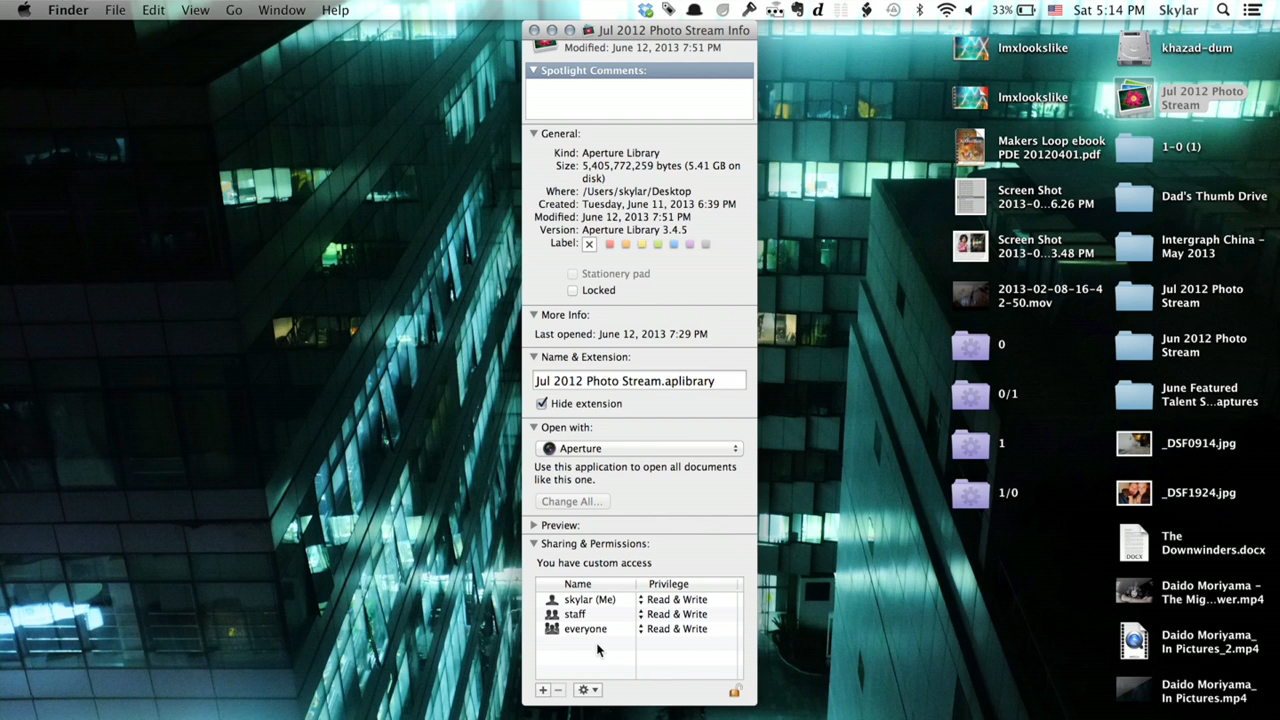 Finder File Edit View Go Window Help
33% Sat 5:14 PM Skylar
Jul 2012 Photo Stream Info
Modified: June 12, 2013 7:51 PM
Spotlight Comments:
General:
Kind: Aperture Library
Size: 5,405,772,259 bytes (5.41 GB on
disk)
Where: /Users/skylar/Desktop
Created: Tuesday, June 11, 2013 6:39 PM
Modified: June 12, 2013 7:51 PM
Version: Aperture Library 3.4.5
Label:
Stationery pad
Locked
More Info:
Last opened: June 12, 2013 7:29 PM
Name & Extension:
Jul 2012 Photo Stream.aplibrary
Hide extension
Open with:
Aperture
Use this application to open all documents
like this one.
Change All...
Preview:
Sharing & Permissions:
You have custom access
Name Privilege
skylar (Me) Read & Write
staff Read & Write
everyone Read & Write
lmxlookslike
lmxlookslike
Makers Loop ebook
PDE 20120401.pdf
Screen Shot
2013-0...6.26 PM
Screen Shot
2013-0...3.48 PM
2013-02-08-16-4
2-50.mov
0
0/1
1
1/0
khazad-dum
Jul 2012 Photo
Stream
1-0 (1)
Dad's Thumb Drive
Intergraph China -
May 2013
Jul 2012 Photo
Stream
Jun 2012 Photo
Stream
June Featured
Talent S...aptures
_DSF0914.jpg
_DSF1924.jpg
The
Downwinders.docx
DOCX
Daido Moriyama -
The Mig...wer.mp4
Daido Moriyama_
In Pictures_2.mp4
Daido Moriyama_
In Pictures.mp4